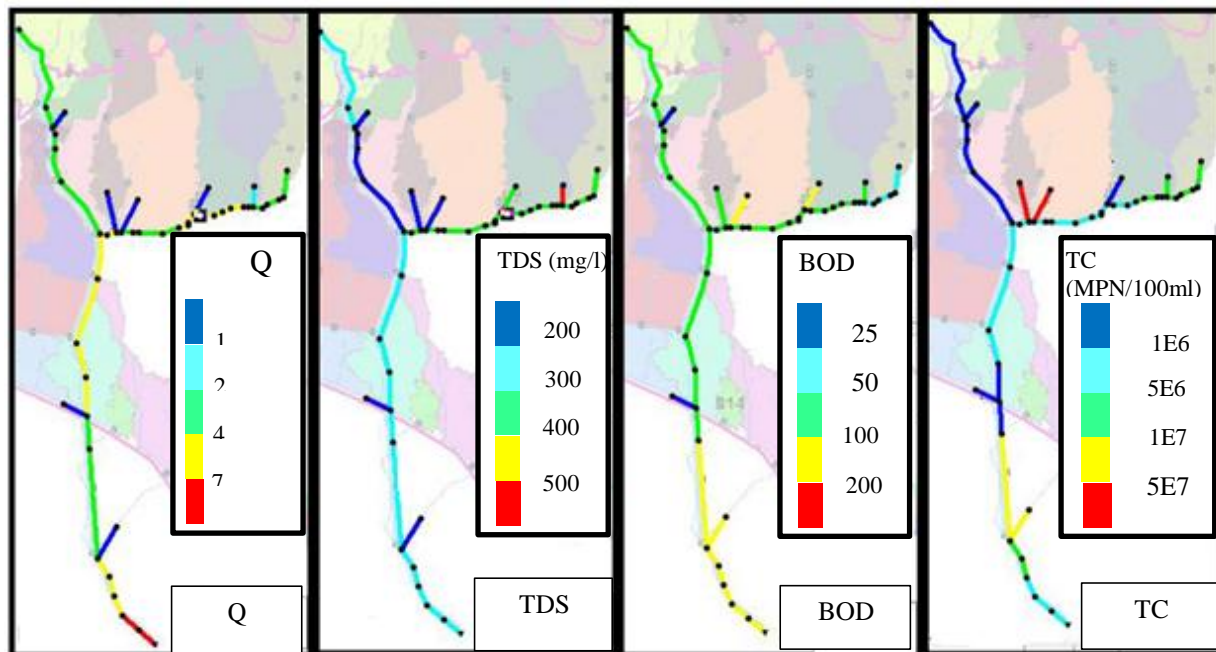 Q
1
2
4
7
Q
TDS (mg/l)
200
300
400
500
TDS
BOD
25
50
100
200
BOD
B14
TC
(MPN/100ml)
1E6
5E6
1E7
5E7
TC